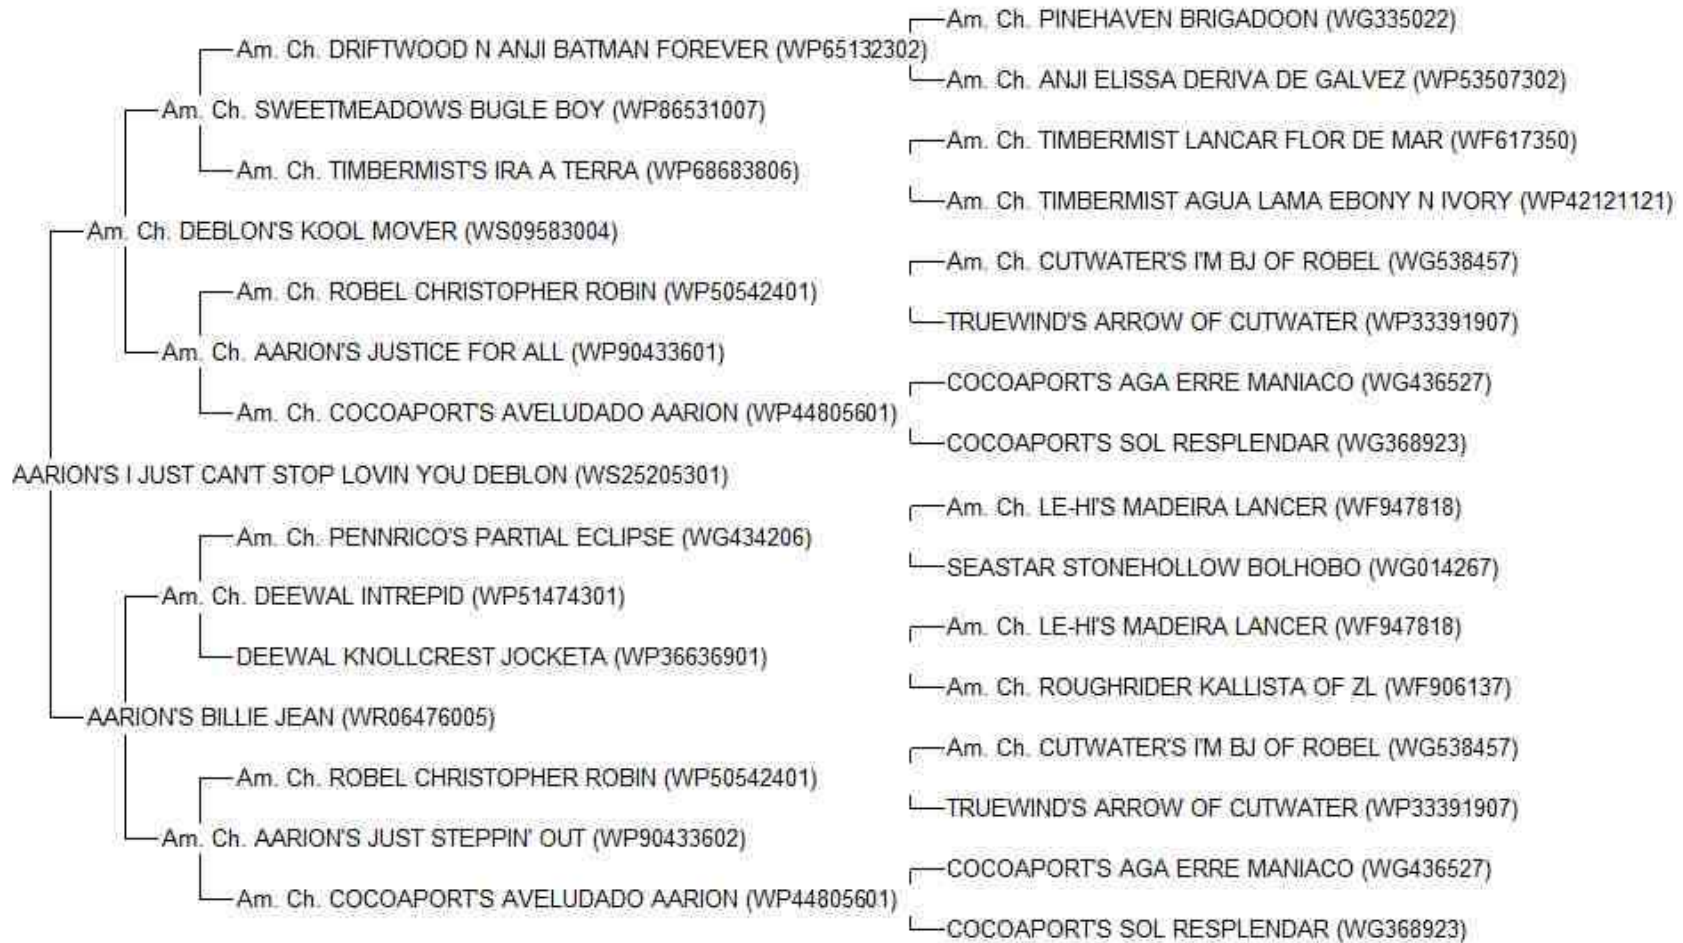 Am. Ch. PINEHAVEN BRIGADOON (WG335022)
Am. Ch. DRIFTWOOD N ANJI BATMAN FOREVER (WP65132302)
Am. Ch. ANJI ELISSA DERIVA DE GALVEZ (WP53507302)
Am. Ch. SWEETMEADOWS BUGLE BOY (WP86531007)
Am. Ch. TIMBERMIST LANCAR FLOR DE MAR (WF617350)
Am. Ch. TIMBERMIST'S IRA A TERRA (WP68683806)
Am. Ch. TIMBERMIST AGUA LAMA EBONY N IVORY (WP42121121)
Am. Ch. DEBLON'S KOOL MOVER (WS09583004)
Am. Ch. CUTWATER'S I'M BJ OF ROBEL (WG538457)
Am. Ch. ROBEL CHRISTOPHER ROBIN (WP50542401)
TRUEWIND'S ARROW OF CUTWATER (WP33391907)
Am. Ch. AARION'S JUSTICE FOR ALL (WP90433601)
COCOAPORT'S AGA ERRE MANIACO (WG436527)
Am. Ch. COCOAPORT'S AVELUDADO AARION (WP44805601)
COCOAPORT'S SOL RESPLENDAR (WG368923)
AARION'S I JUST CAN'T STOP LOVIN YOU DEBLON (WS25205301)
Am. Ch. LE-HI'S MADEIRA LANCER (WF947818)
Am. Ch. PENNRICO'S PARTIAL ECLIPSE (WG434206)
SEASTAR STONEHOLLOW BOLHOBO (WG014267)
Am. Ch. DEEWAL INTREPID (WP51474301)
Am. Ch. LE-HI'S MADEIRA LANCER (WF947818)
DEEWAL KNOLLCREST JOCKETA (WP36636901)
Am. Ch. ROUGHRIDER KALLISTA OF ZL (WF906137)
AARION'S BILLIE JEAN (WR06476005)
Am. Ch. CUTWATER'S I'M BJ OF ROBEL (WG538457)
Am. Ch. ROBEL CHRISTOPHER ROBIN (WP50542401)
TRUEWIND'S ARROW OF CUTWATER (WP33391907)
Am. Ch. AARION'S JUST STEPPIN' OUT (WP90433602)
COCOAPORT'S AGA ERRE MANIACO (WG436527)
Am. Ch. COCOAPORT'S AVELUDADO AARION (WP44805601)
COCOAPORT'S SOL RESPLENDAR (WG368923)